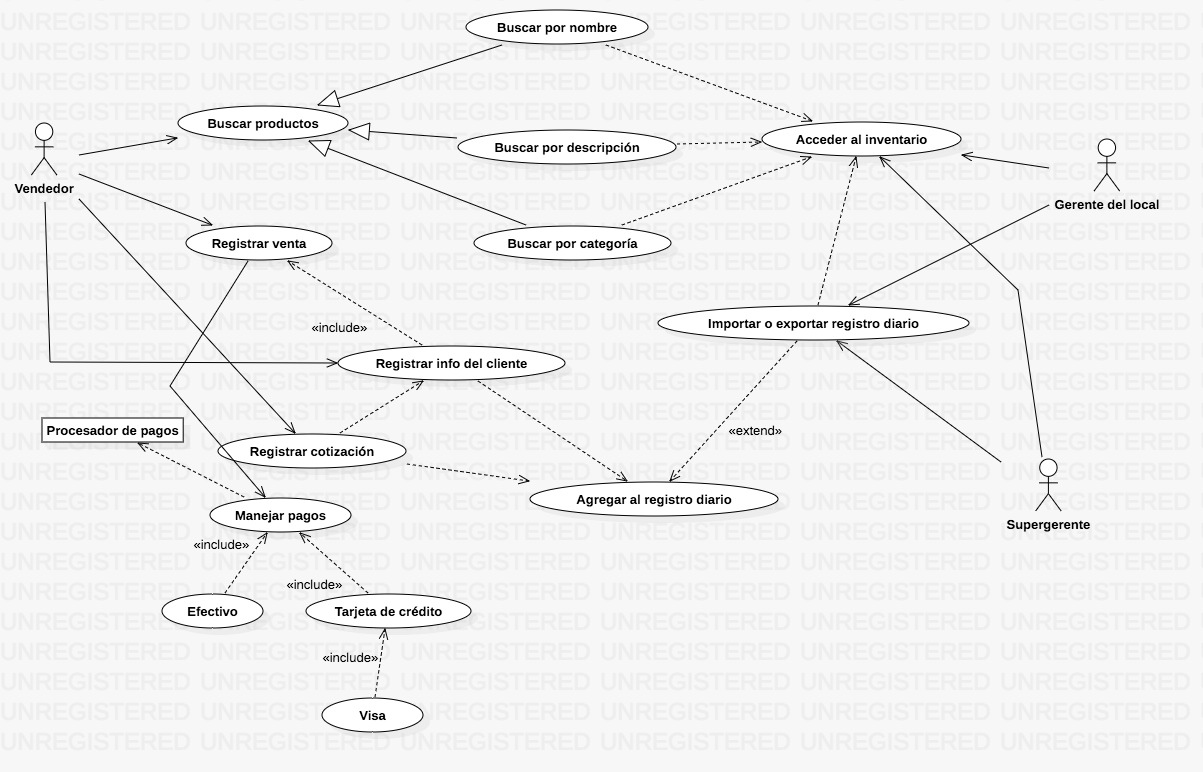 Buscar por nombre
Buscar productos
Buscar por descripción
Acceder al inventario
Vendedor
Gerente del local
Registrar venta
Buscar por categoría
«include»
Importar o exportar registro diario
Registrar info del cliente
Procesador de pagos
«extend»
Registrar cotización
Agregar al registro diario
Supergerente
Manejar pagos
«include»
«include»
Efectivo
Tarjeta de crédito
«include»
Visa
UNREGISTERED